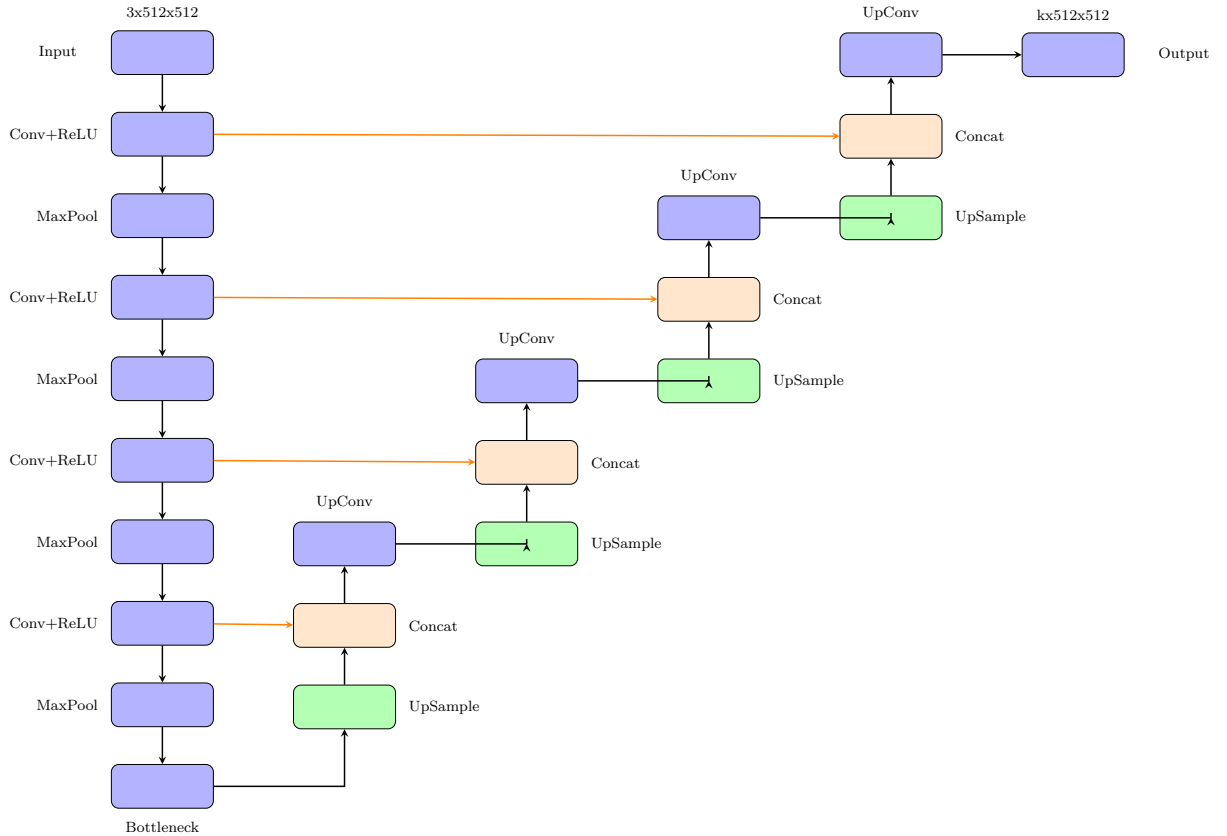 3x512x512
UpConv
kx512x512
Input
Output
Conv+ReLU
Concat
UpConv
MaxPool
UpSample
Conv+ReLU
Concat
UpConv
MaxPool
UpSample
Conv+ReLU
Concat
UpConv
MaxPool
UpSample
Conv+ReLU
Concat
MaxPool
UpSample
Bottleneck